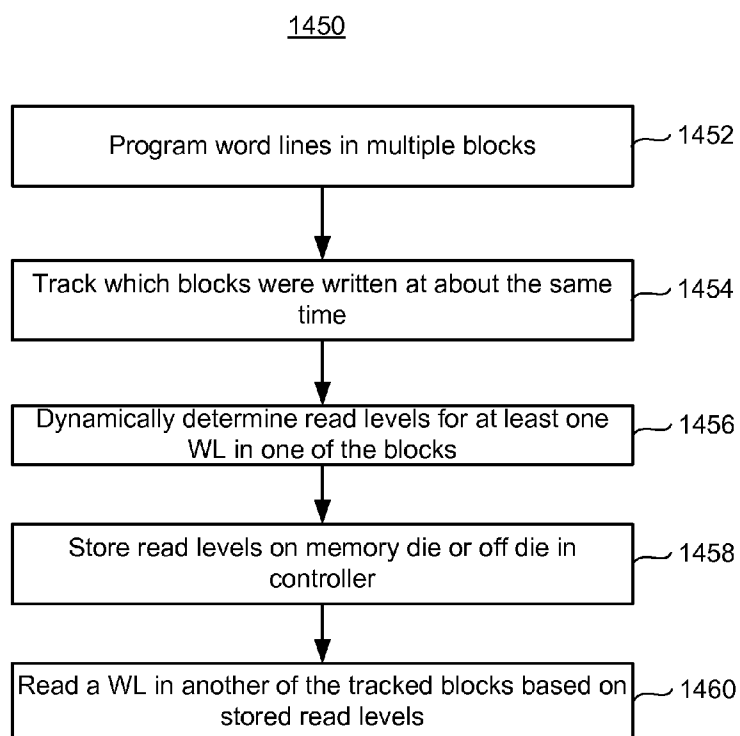 1450
Program word lines in multiple blocks
1452
Track which blocks were written at about the same
time
1454
Dynamically determine read levels for at least one
WL in one of the blocks
1456
Store read levels on memory die or off die in
controller
1458
Read a WL in another of the tracked blocks based on
stored read levels
1460